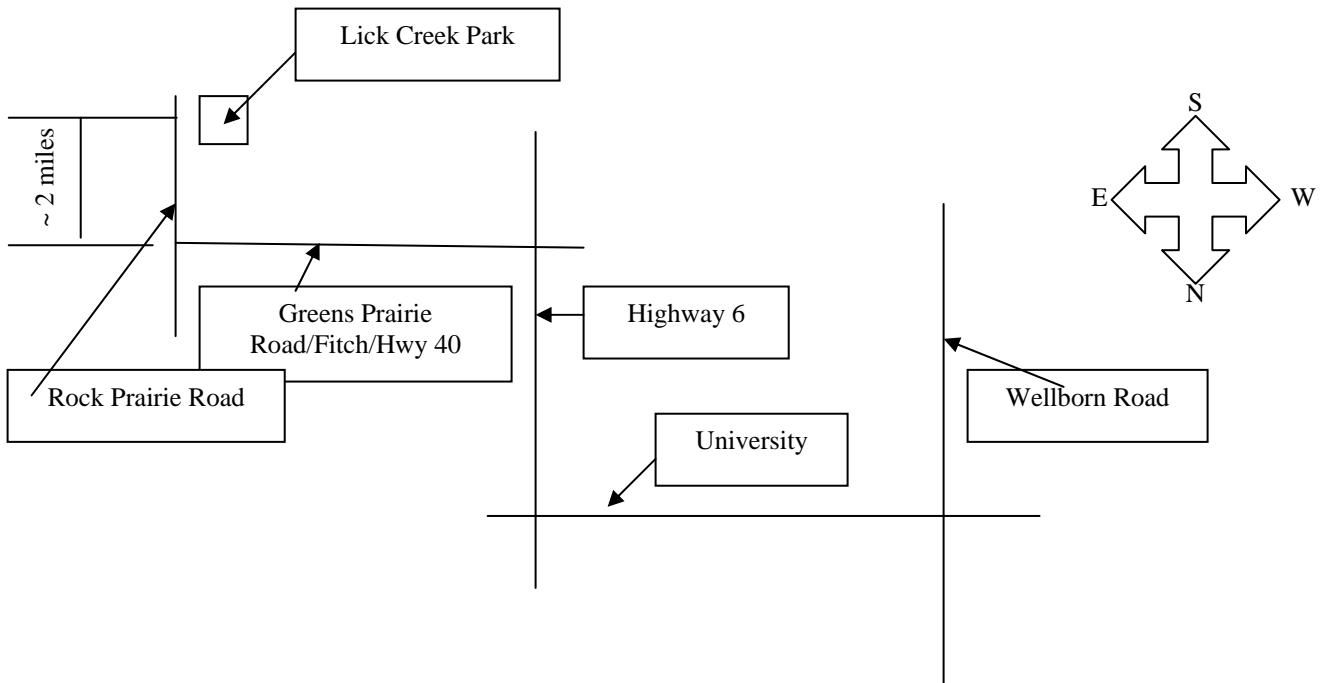 Lick Creek Park
S
~ 2 miles
E
W
N
Greens Prairie
Road/Fitch/Hwy 40
Highway 6
Rock Prairie Road
Wellborn Road
University